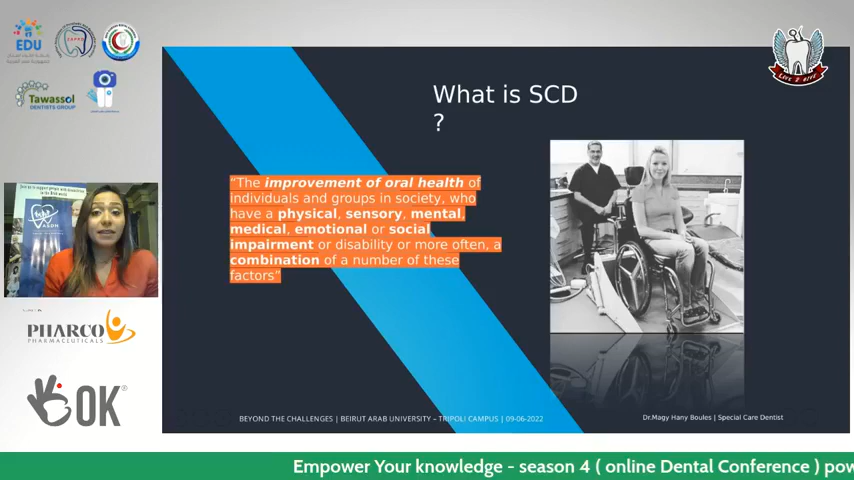 EDU
Tawassol
DENTISTS GROUP
Live 2 Give
What is SCD
?
“The improvement of oral health of
individuals and groups in society, who
have a physical, sensory, mental,
medical, emotional or social
impairment or disability or more often, a
combination of a number of these
factors”
PHARCO
PHARMACEUTICALS
OK®
BEYOND THE CHALLENGES | BEIRUT ARAB UNIVERSITY – TRIPOLI CAMPUS | 09-06-2022
Dr.Magy Hany Boules | Special Care Dentist
Empower Your knowledge - season 4 ( online Dental Conference ) pow